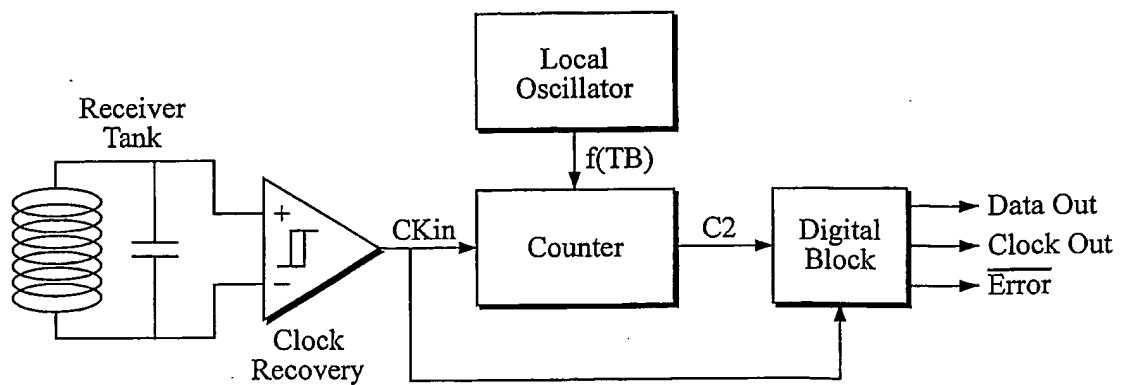 Local
Oscillator
Receiver
Tank
f(TB)
+
CKin
Counter
C2
Digital
Block
Data Out
Clock Out
Error
−
Clock
Recovery